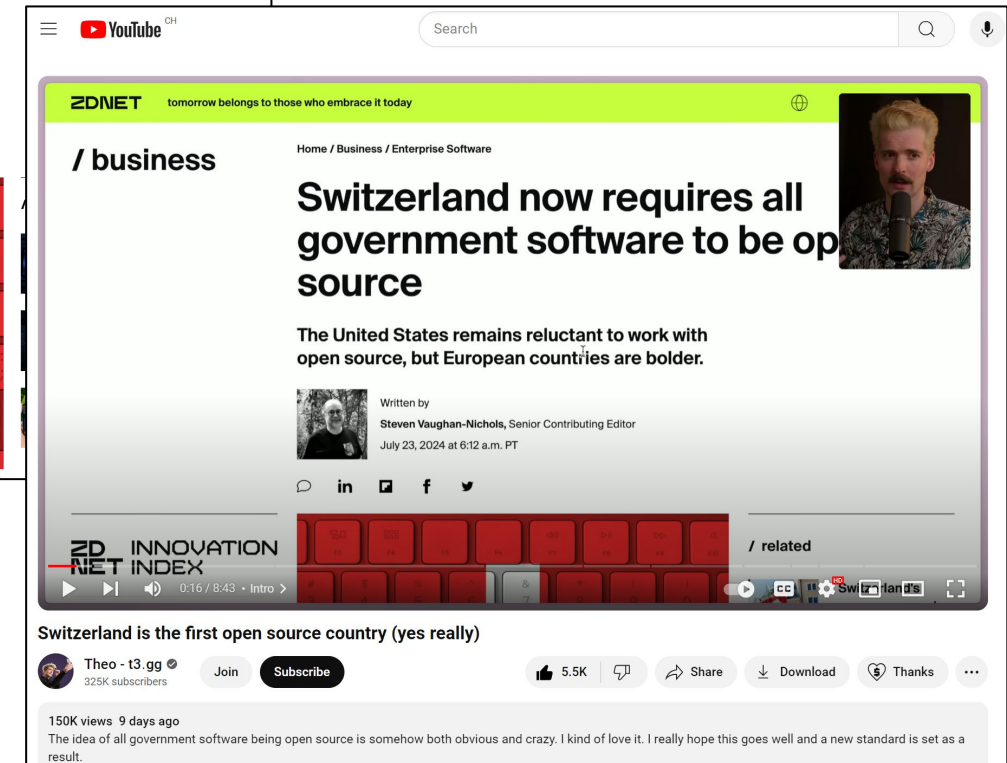 YouTube CH
Search
ZDNET tomorrow belongs to those who embrace it today
/ business
Home / Business / Enterprise Software
Switzerland now requires all
government software to be op
source
The United States remains reluctant to work with
open source, but European countries are bolder.
Written by
Steven Vaughan-Nichols, Senior Contributing Editor
July 23, 2024 at 6:12 a.m. PT
in f
ZD INNOVATION
NET INDEX
/ related
0:16 / 8:43 • Intro
CC HD Switzerland's
Switzerland is the first open source country (yes really)
Theo - t3.gg
325K subscribers
Join Subscribe 5.5K Share Download Thanks
150K views 9 days ago
The idea of all government software being open source is somehow both obvious and crazy. I kind of love it. I really hope this goes well and a new standard is set as a
result.